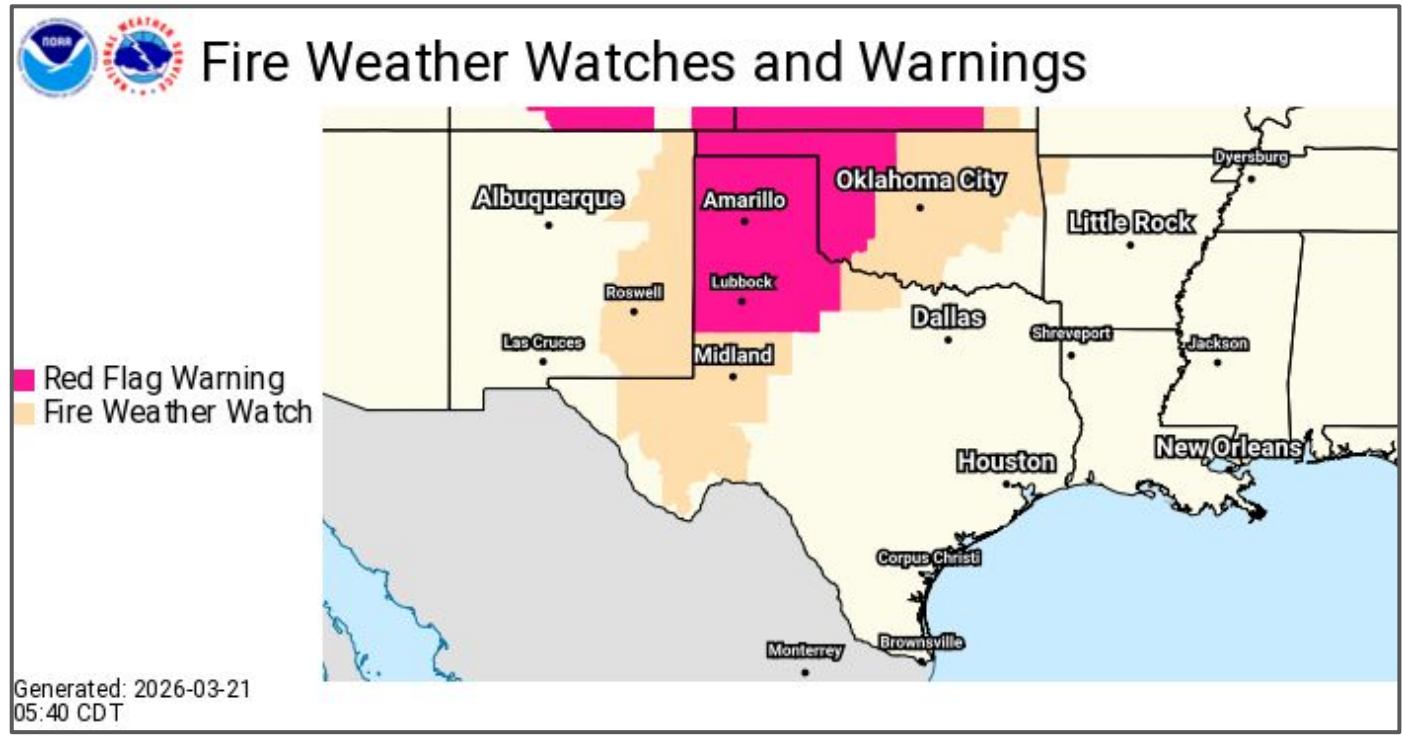 NOAA
NATIONAL WEATHER SERVICE
Fire Weather Watches and Warnings
Dyersburg
Oklahoma City
Albuquerque
Amarillo
Little Rock
Lubbock
Roswell
Dallas
Shreveport
Las Cruces
Jackson
Midland
Red Flag Warning
Fire Weather Watch
New Orleans
Houston
Corpus Christi
Brownsville
Monterrey
Generated: 2026-03-21
05:40 CDT